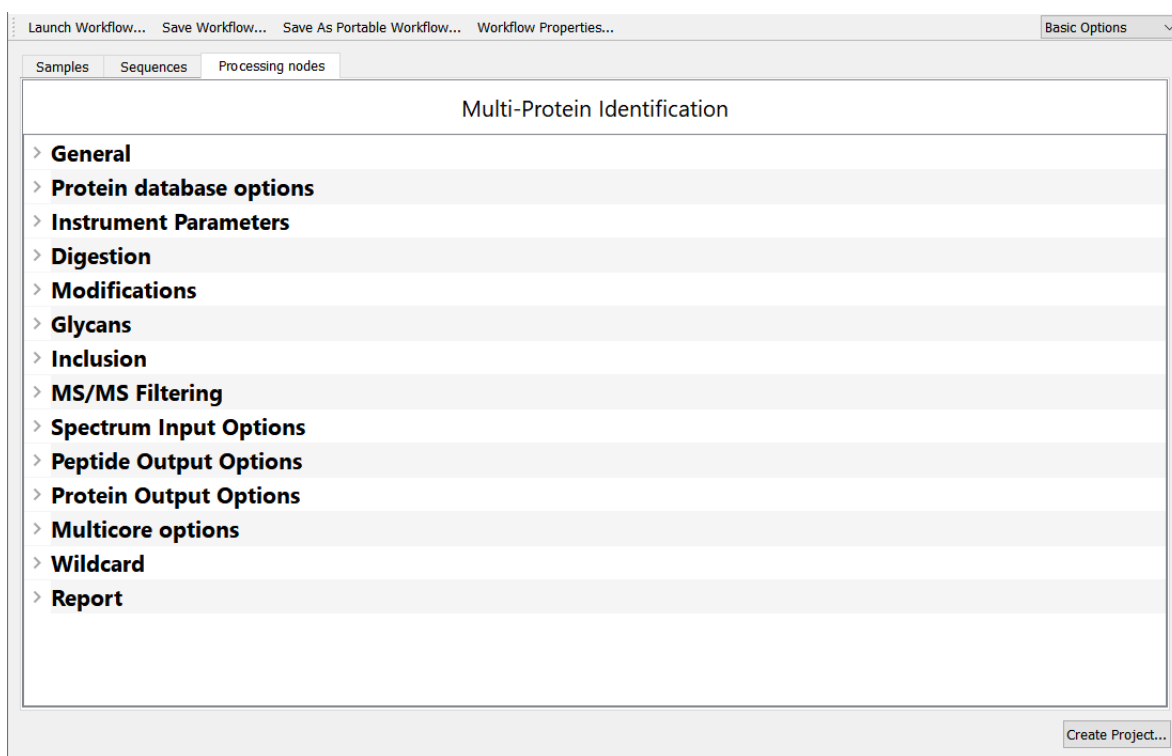 Launch Workflow... Save Workflow... Save As Portable Workflow... Workflow Properties... Basic Options
Samples Sequences Processing nodes
Multi-Protein Identification
General
Protein database options
Instrument Parameters
Digestion
Modifications
Glycans
Inclusion
MS/MS Filtering
Spectrum Input Options
Peptide Output Options
Protein Output Options
Multicore options
Wildcard
Report
Create Project...